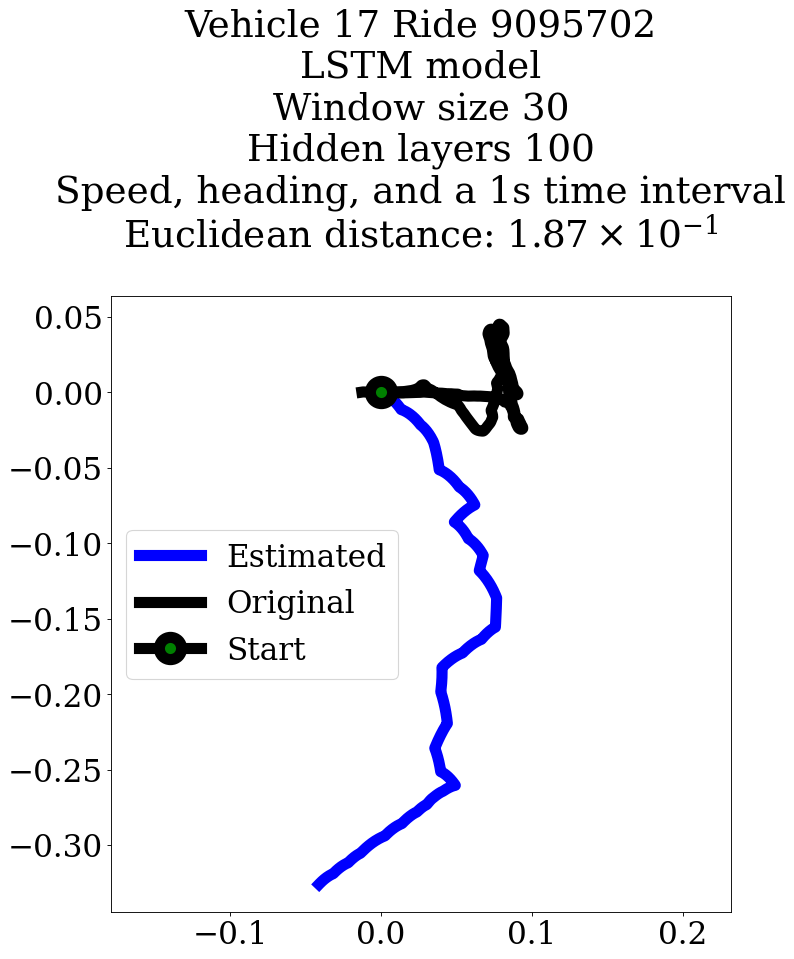 Vehicle 17 Ride 9095702
LSTM model
Window size 30
Hidden layers 100
Speed, heading, and a 1s time interval
Euclidean distance: 1.87 × 10⁻¹
0.05
0.00
−0.05
−0.10
−0.15
−0.20
−0.25
−0.30
Estimated
Original
Start
−0.1 0.0 0.1 0.2